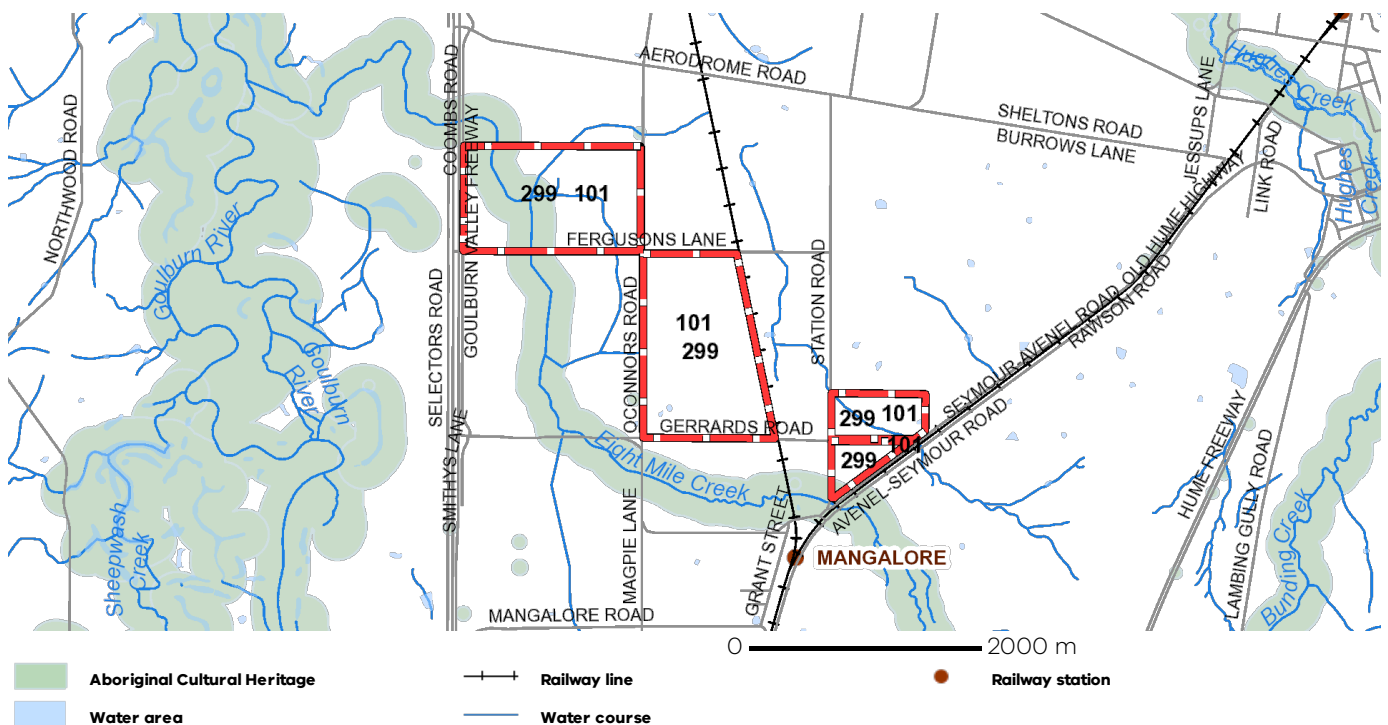 AERODROME ROAD
COOMBS ROAD
NORTHWOOD ROAD
Hughes Creek
JESSUPS LANE
SHELTONS ROAD
BURROWS LANE
LINK ROAD
Hughes
Creek
GOULBURN VALLEY FREEWAY
299 101
FERGUSONS LANE
Goulburn River
SELECTORS ROAD
OCONNORS ROAD
STATION ROAD
SEYMOUR-AVENEL ROAD
OLD HUME HIGHWAY
RAWSON ROAD
101
299
Goulburn
River
299 101
GERRARDS ROAD
101
299
SMITHYS LANE
Eight Mile Creek
AVENEL-SEYMOUR ROAD
HUME FREEWAY
LAMBING GULLY ROAD
Sheepwash
Creek
MAGPIE LANE
GRANT STREET
MANGALORE
Bunding Creek
MANGALORE ROAD
0 2000 m
Aboriginal Cultural Heritage
Railway line
Railway station
Water area
Water course